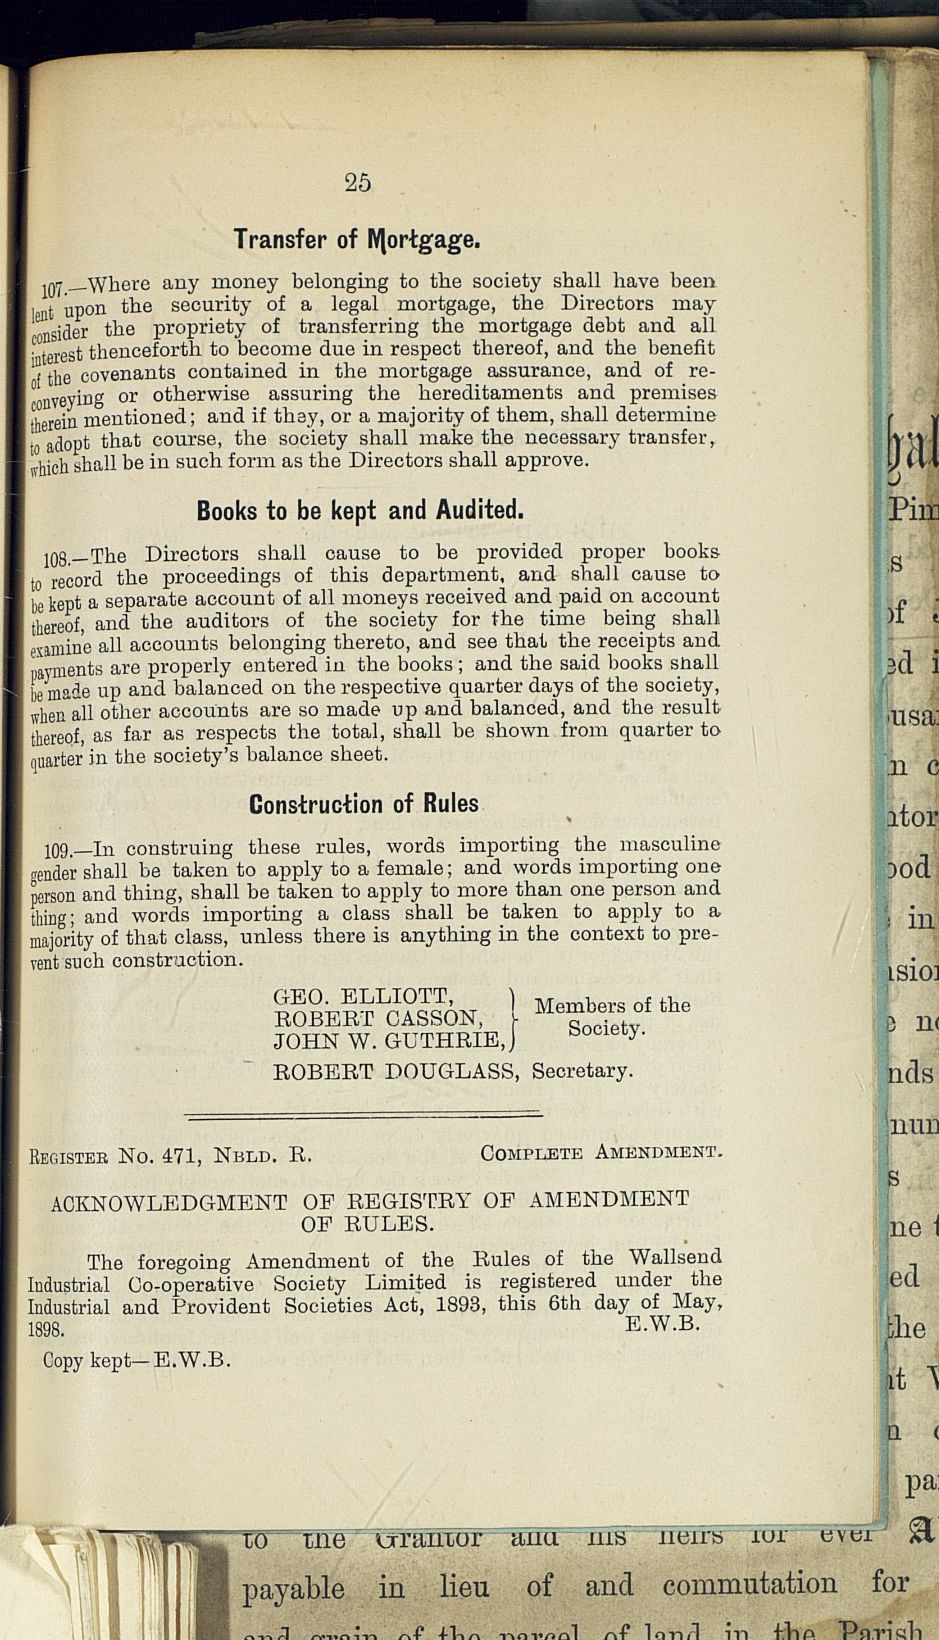 25
Transfer of Mortgage.
107.—Where any money belonging to the society shall have been
lent upon the security of a legal mortgage, the Directors may
consider the propriety of transferring the mortgage debt and all
interest thenceforth to become due in respect thereof, and the benefit
of the covenants contained in the mortgage assurance, and of re-
conveying or otherwise assuring the hereditaments and premises
therein mentioned; and if they, or a majority of them, shall determine
to adopt that course, the society shall make the necessary transfer,
which shall be in such form as the Directors shall approve.
Books to be kept and Audited.
108.—The Directors shall cause to be provided proper books
to record the proceedings of this department, and shall cause to
be kept a separate account of all moneys received and paid on account
thereof, and the auditors of the society for the time being shall
examine all accounts belonging thereto, and see that the receipts and
payments are properly entered in the books; and the said books shall
be made up and balanced on the respective quarter days of the society,
when all other accounts are so made up and balanced, and the result
thereof, as far as respects the total, shall be shown from quarter to
quarter in the society's balance sheet.
Construction of Rules
109.—In construing these rules, words importing the masculine
gender shall be taken to apply to a female; and words importing one
person and thing, shall be taken to apply to more than one person and
thing; and words importing a class shall be taken to apply to a
majority of that class, unless there is anything in the context to pre-
vent such construction.
GEO. ELLIOTT,
ROBERT CASSON,
JOHN W. GUTHRIE,
Members of the
Society.
ROBERT DOUGLASS, Secretary.
REGISTER No. 471, NBLD. R. COMPLETE AMENDMENT.
ACKNOWLEDGMENT OF REGISTRY OF AMENDMENT
OF RULES.
The foregoing Amendment of the Rules of the Wallsend
Industrial Co-operative Society Limited is registered under the
Industrial and Provident Societies Act, 1893, this 6th day of May,
1898. E.W.B.
Copy kept—E.W.B.
to the Grantor and his heirs for ever
payable in lieu of and commutation for
and grain of the parcel of land in the Parish